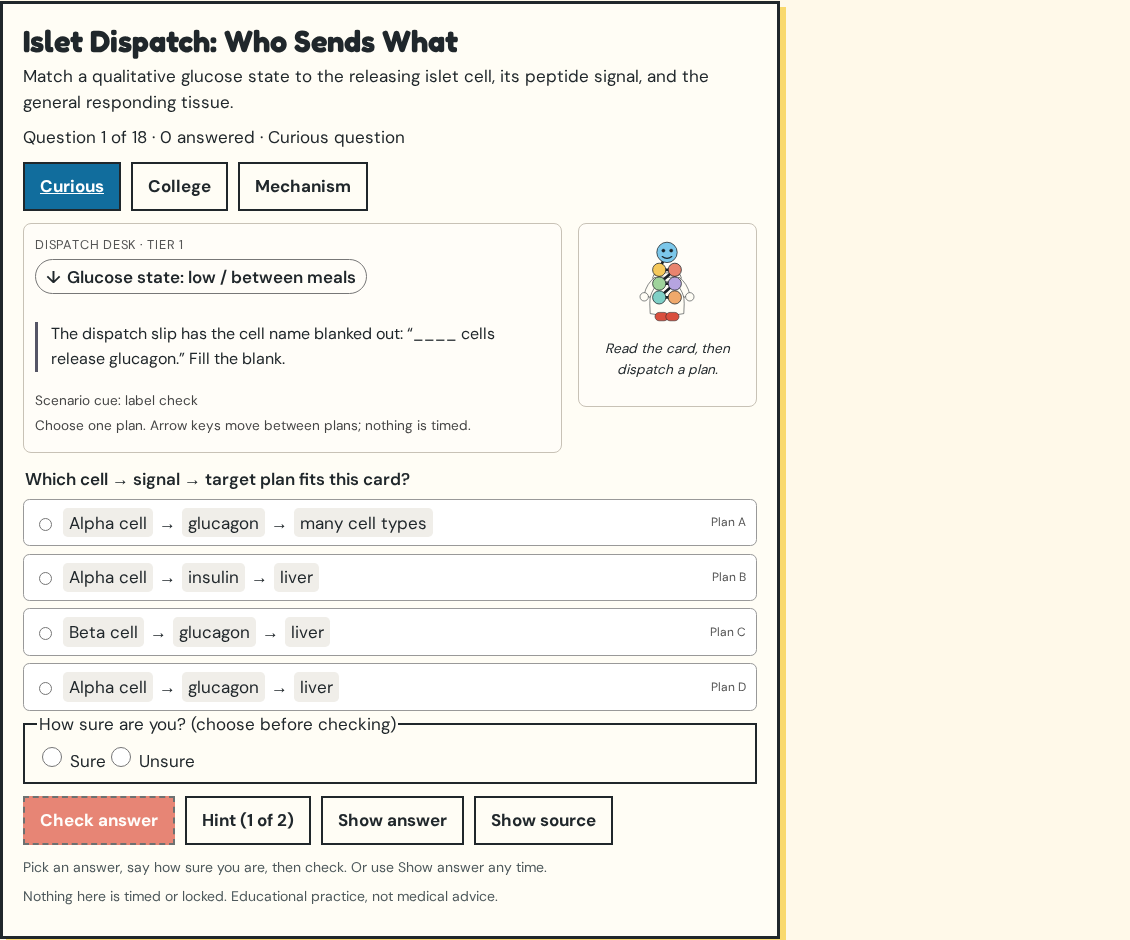 Islet Dispatch: Who Sends What
Match a qualitative glucose state to the releasing islet cell, its peptide signal, and the
general responding tissue.
Question 1 of 18 · 0 answered · Curious question
Curious
College
Mechanism
DISPATCH DESK · TIER 1
↓ Glucose state: low / between meals
The dispatch slip has the cell name blanked out: “____ cells
release glucagon.” Fill the blank.
Scenario cue: label check
Choose one plan. Arrow keys move between plans; nothing is timed.
Read the card, then
dispatch a plan.
Which cell → signal → target plan fits this card?
Alpha cell → glucagon → many cell types Plan A
Alpha cell → insulin → liver Plan B
Beta cell → glucagon → liver Plan C
Alpha cell → glucagon → liver Plan D
How sure are you? (choose before checking)
Sure Unsure
Check answer
Hint (1 of 2)
Show answer
Show source
Pick an answer, say how sure you are, then check. Or use Show answer any time.
Nothing here is timed or locked. Educational practice, not medical advice.